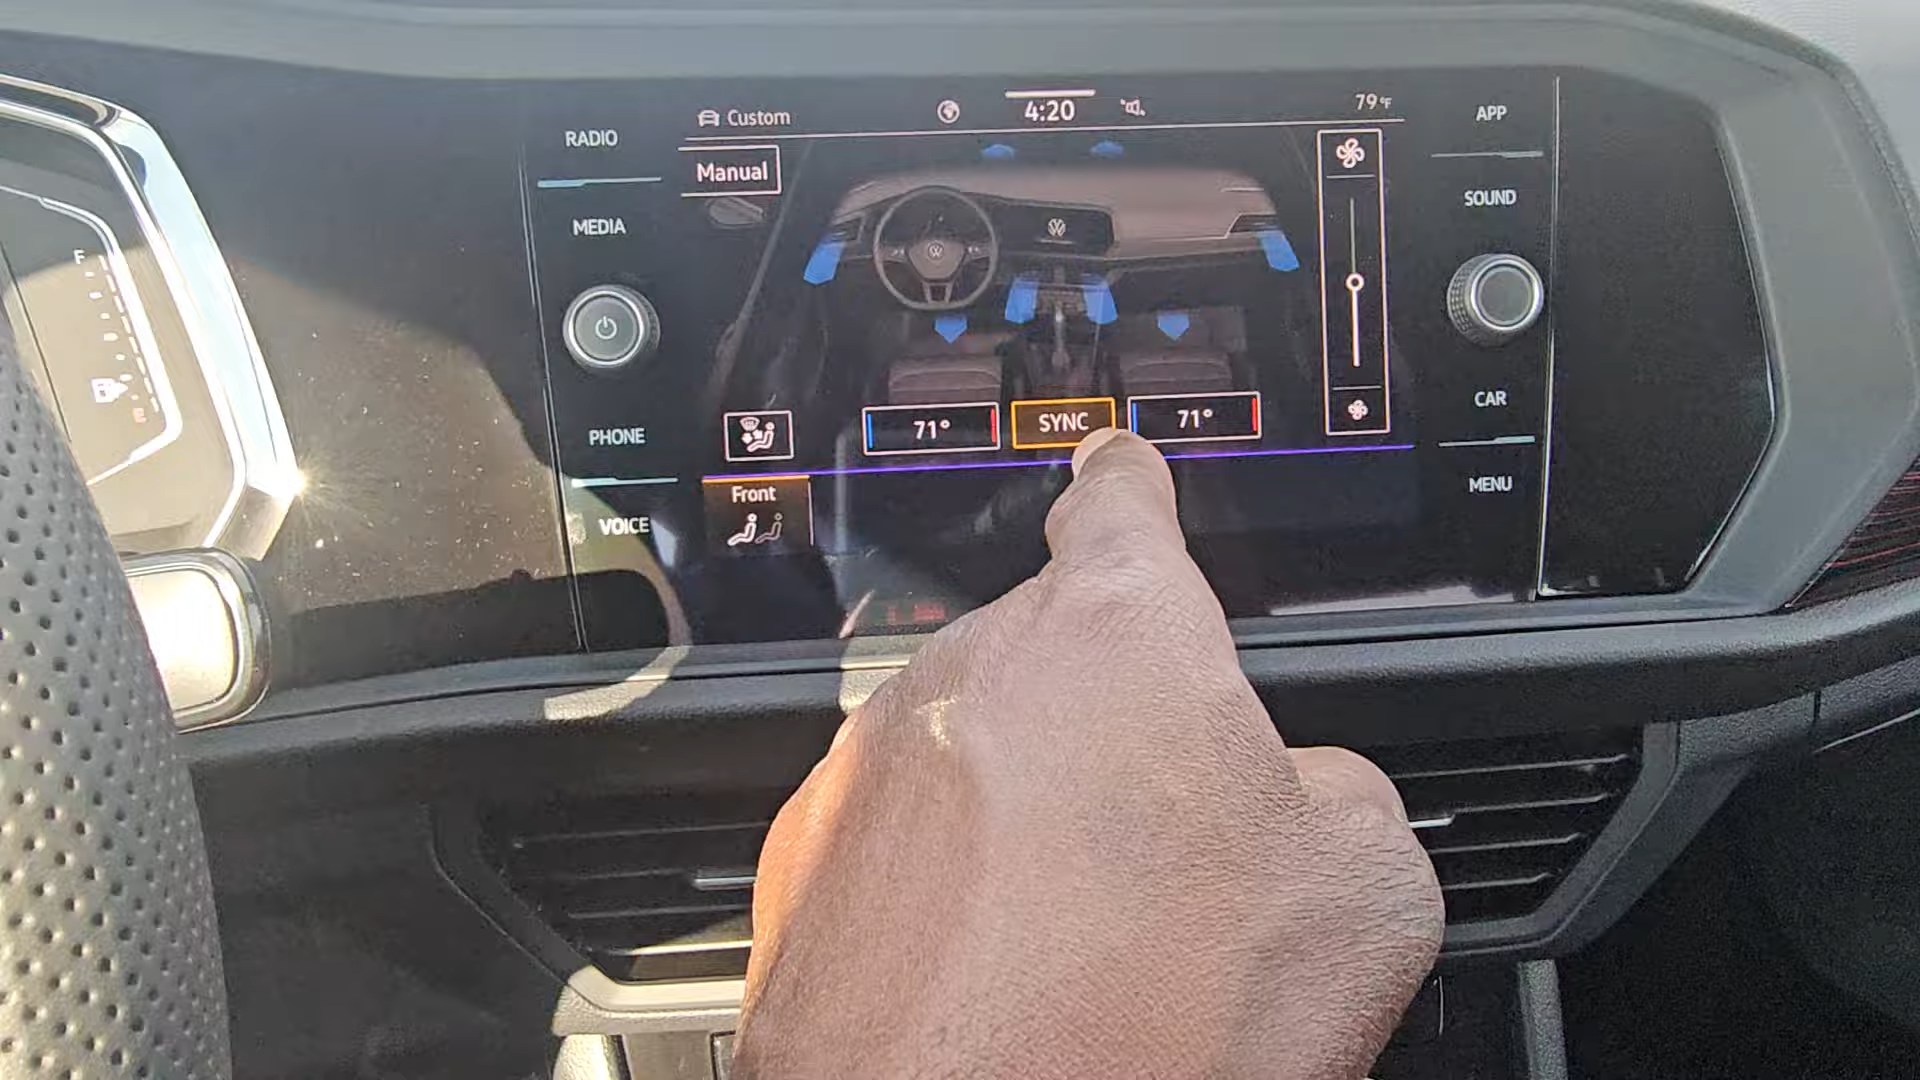 RADIO
MEDIA
PHONE
VOICE
Custom
4:20
79°F
Manual
71°
SYNC
71°
Front
APP
SOUND
CAR
MENU
F